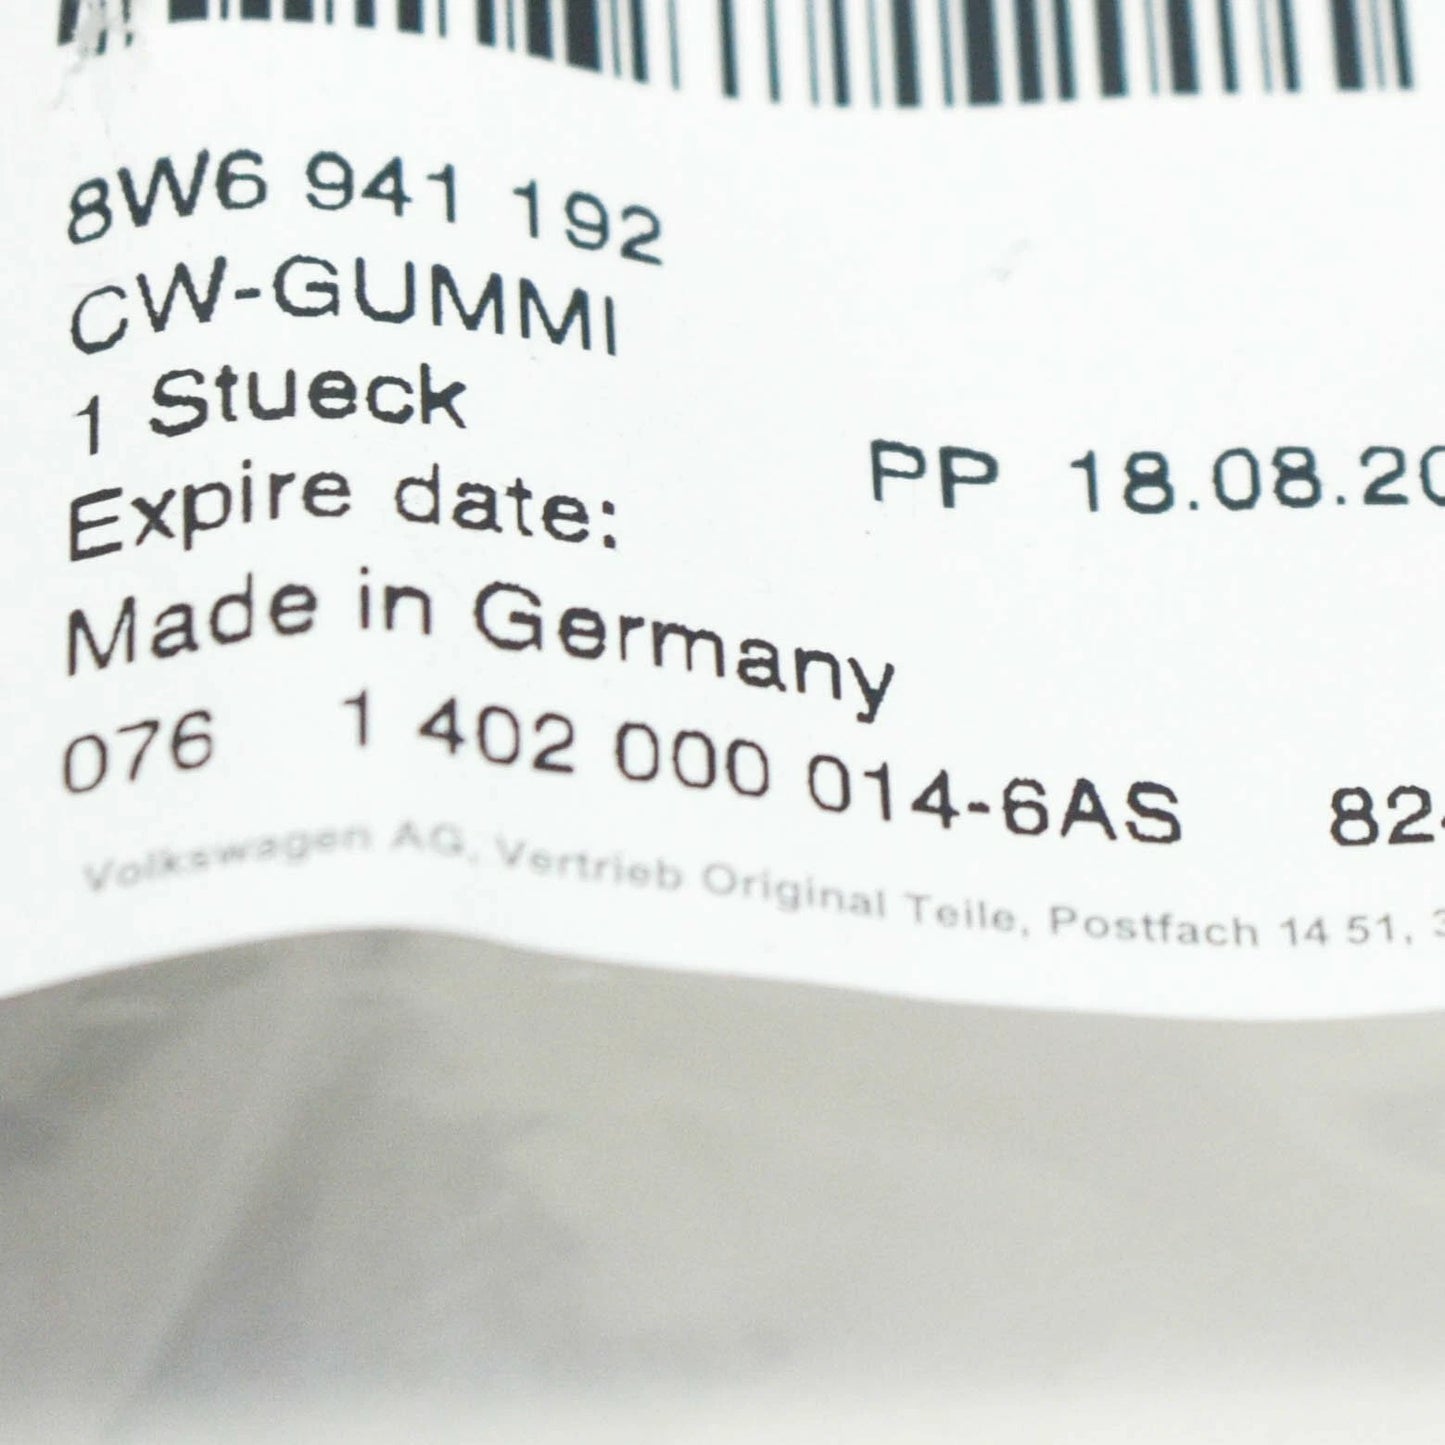 8W6 941 192
CW-GUMMI
1 Stueck
Expire date: PP 18.08.20
Made in Germany
076 1 402 000 014-6AS 82
Volkswagen AG, Vertrieb Original Teile, Postfach 14 51,